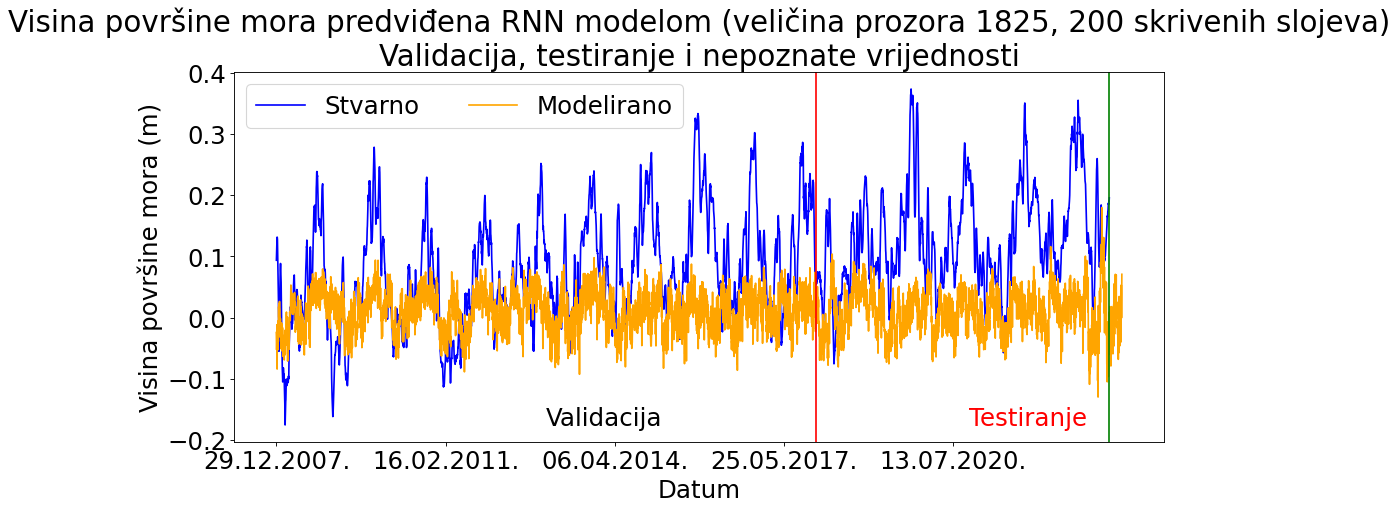 Visina površine mora predviđena RNN modelom (veličina prozora 1825, 200 skrivenih slojeva)
Validacija, testiranje i nepoznate vrijednosti
Stvarno
Modelirano
Visina površine mora (m)
0.4
0.3
0.2
0.1
0.0
−0.1
−0.2
Validacija
Testiranje
29.12.2007.
16.02.2011.
06.04.2014.
25.05.2017.
13.07.2020.
Datum